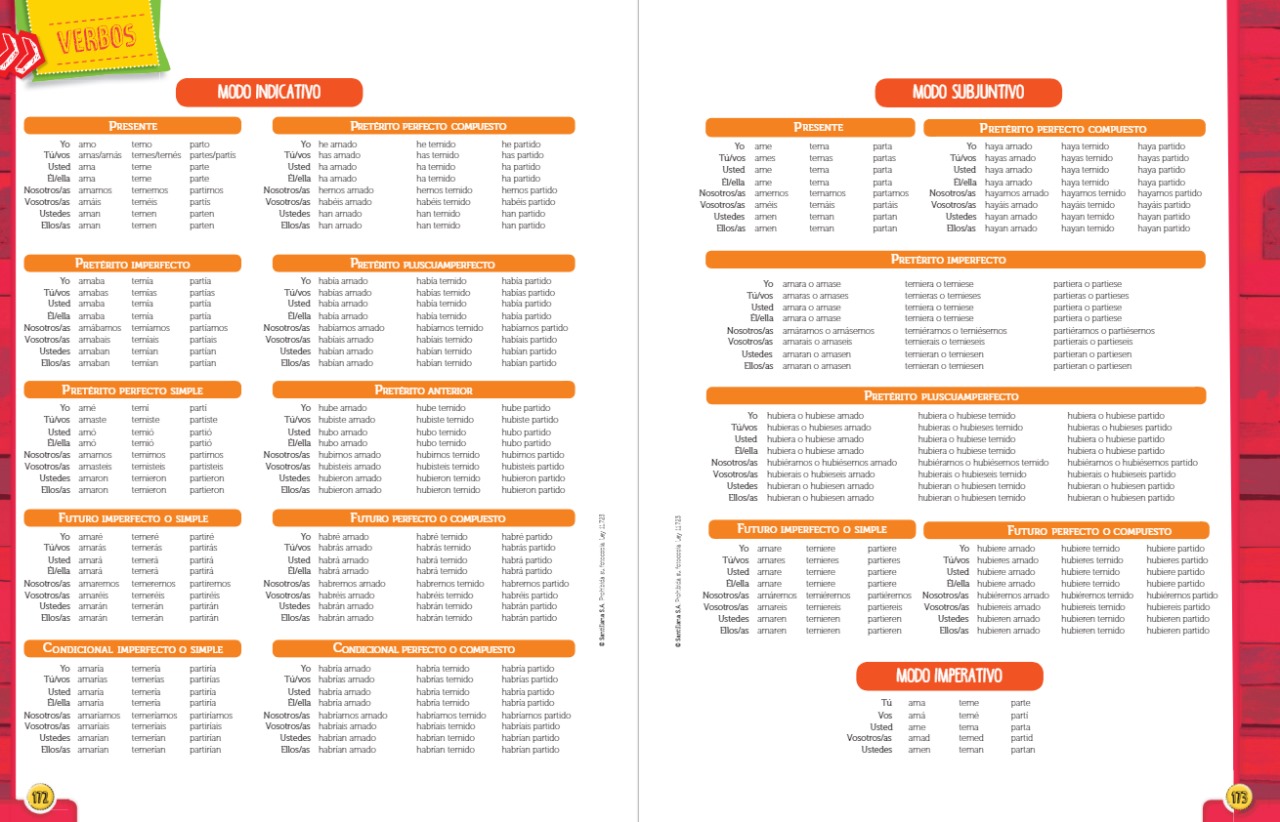 VERBOS
MODO INDICATIVO
PRESENTE
Yo amo temo parto
Tú/vos amas/amás temes/temés partes/partís
Usted ama teme parte
Él/ella ama teme parte
Nosotros/as amamos tememos partimos
Vosotros/as amáis teméis partís
Ustedes aman temen parten
Ellos/as aman temen parten
PRETÉRITO PERFECTO COMPUESTO
Yo he amado he temido he partido
Tú/vos has amado has temido has partido
Usted ha amado ha temido ha partido
Él/ella ha amado ha temido ha partido
Nosotros/as hemos amado hemos temido hemos partido
Vosotros/as habéis amado habéis temido habéis partido
Ustedes han amado han temido han partido
Ellos/as han amado han temido han partido
PRETÉRITO IMPERFECTO
Yo amaba temía partía
Tú/vos amabas temías partías
Usted amaba temía partía
Él/ella amaba temía partía
Nosotros/as amábamos temíamos partíamos
Vosotros/as amabais temíais partíais
Ustedes amaban temían partían
Ellos/as amaban temían partían
PRETÉRITO PLUSCUAMPERFECTO
Yo había amado había temido había partido
Tú/vos habías amado habías temido habías partido
Usted había amado había temido había partido
Él/ella había amado había temido había partido
Nosotros/as habíamos amado habíamos temido habíamos partido
Vosotros/as habíais amado habíais temido habíais partido
Ustedes habían amado habían temido habían partido
Ellos/as habían amado habían temido habían partido
PRETÉRITO PERFECTO SIMPLE
Yo amé temí partí
Tú/vos amaste temiste partiste
Usted amó temió partió
Él/ella amó temió partió
Nosotros/as amamos temimos partimos
Vosotros/as amasteis temisteis partisteis
Ustedes amaron temieron partieron
Ellos/as amaron temieron partieron
PRETÉRITO ANTERIOR
Yo hube amado hube temido hube partido
Tú/vos hubiste amado hubiste temido hubiste partido
Usted hubo amado hubo temido hubo partido
Él/ella hubo amado hubo temido hubo partido
Nosotros/as hubimos amado hubimos temido hubimos partido
Vosotros/as hubisteis amado hubisteis temido hubisteis partido
Ustedes hubieron amado hubieron temido hubieron partido
Ellos/as hubieron amado hubieron temido hubieron partido
FUTURO IMPERFECTO O SIMPLE
Yo amaré temeré partiré
Tú/vos amarás temerás partirás
Usted amará temerá partirá
Él/ella amará temerá partirá
Nosotros/as amaremos temeremos partiremos
Vosotros/as amaréis temeréis partiréis
Ustedes amarán temerán partirán
Ellos/as amarán temerán partirán
FUTURO PERFECTO O COMPUESTO
Yo habré amado habré temido habré partido
Tú/vos habrás amado habrás temido habrás partido
Usted habrá amado habrá temido habrá partido
Él/ella habrá amado habrá temido habrá partido
Nosotros/as habremos amado habremos temido habremos partido
Vosotros/as habréis amado habréis temido habréis partido
Ustedes habrán amado habrán temido habrán partido
Ellos/as habrán amado habrán temido habrán partido
CONDICIONAL IMPERFECTO O SIMPLE
Yo amaría temería partiría
Tú/vos amarías temerías partirías
Usted amaría temería partiría
Él/ella amaría temería partiría
Nosotros/as amaríamos temeríamos partiríamos
Vosotros/as amaríais temeríais partiríais
Ustedes amarían temerían partirían
Ellos/as amarían temerían partirían
CONDICIONAL PERFECTO O COMPUESTO
Yo habría amado habría temido habría partido
Tú/vos habrías amado habrías temido habrías partido
Usted habría amado habría temido habría partido
Él/ella habría amado habría temido habría partido
Nosotros/as habríamos amado habríamos temido habríamos partido
Vosotros/as habríais amado habríais temido habríais partido
Ustedes habrían amado habrían temido habrían partido
Ellos/as habrían amado habrían temido habrían partido
© Santillana S.A. Prohibida su fotocopia. Ley 11.723
172
MODO SUBJUNTIVO
PRESENTE
Yo ame tema parta
Tú/vos ames temas partas
Usted ame tema parta
Él/ella ame tema parta
Nosotros/as amemos temamos partamos
Vosotros/as améis temáis partáis
Ustedes amen teman partan
Ellos/as amen teman partan
PRETÉRITO PERFECTO COMPUESTO
Yo haya amado haya temido haya partido
Tú/vos hayas amado hayas temido hayas partido
Usted haya amado haya temido haya partido
Él/ella haya amado haya temido haya partido
Nosotros/as hayamos amado hayamos temido hayamos partido
Vosotros/as hayáis amado hayáis temido hayáis partido
Ustedes hayan amado hayan temido hayan partido
Ellos/as hayan amado hayan temido hayan partido
PRETÉRITO IMPERFECTO
Yo amara o amase temiera o temiese partiera o partiese
Tú/vos amaras o amases temieras o temieses partieras o partieses
Usted amara o amase temiera o temiese partiera o partiese
Él/ella amara o amase temiera o temiese partiera o partiese
Nosotros/as amáramos o amásemos temiéramos o temiésemos partiéramos o partiésemos
Vosotros/as amarais o amaseis temierais o temieseis partierais o partieseis
Ustedes amaran o amasen temieran o temiesen partieran o partiesen
Ellos/as amaran o amasen temieran o temiesen partieran o partiesen
PRETÉRITO PLUSCUAMPERFECTO
Yo hubiera o hubiese amado hubiera o hubiese temido hubiera o hubiese partido
Tú/vos hubieras o hubieses amado hubieras o hubieses temido hubieras o hubieses partido
Usted hubiera o hubiese amado hubiera o hubiese temido hubiera o hubiese partido
Él/ella hubiera o hubiese amado hubiera o hubiese temido hubiera o hubiese partido
Nosotros/as hubiéramos o hubiésemos amado hubiéramos o hubiésemos temido hubiéramos o hubiésemos partido
Vosotros/as hubierais o hubieseis amado hubierais o hubieseis temido hubierais o hubieseis partido
Ustedes hubieran o hubiesen amado hubieran o hubiesen temido hubieran o hubiesen partido
Ellos/as hubieran o hubiesen amado hubieran o hubiesen temido hubieran o hubiesen partido
FUTURO IMPERFECTO O SIMPLE
Yo amare temiere partiere
Tú/vos amares temieres partieres
Usted amare temiere partiere
Él/ella amare temiere partiere
Nosotros/as amáremos temiéremos partiéremos
Vosotros/as amareis temiereis partiereis
Ustedes amaren temieren partieren
Ellos/as amaren temieren partieren
FUTURO PERFECTO O COMPUESTO
Yo hubiere amado hubiere temido hubiere partido
Tú/vos hubieres amado hubieres temido hubieres partido
Usted hubiere amado hubiere temido hubiere partido
Él/ella hubiere amado hubiere temido hubiere partido
Nosotros/as hubiéremos amado hubiéremos temido hubiéremos partido
Vosotros/as hubiereis amado hubiereis temido hubiereis partido
Ustedes hubieren amado hubieren temido hubieren partido
Ellos/as hubieren amado hubieren temido hubieren partido
© Santillana S.A. Prohibida su fotocopia. Ley 11.723
MODO IMPERATIVO
Tú ama teme parte
Vos amá temé partí
Usted ame tema parta
Vosotros/as amad temed partid
Ustedes amen teman partan
173